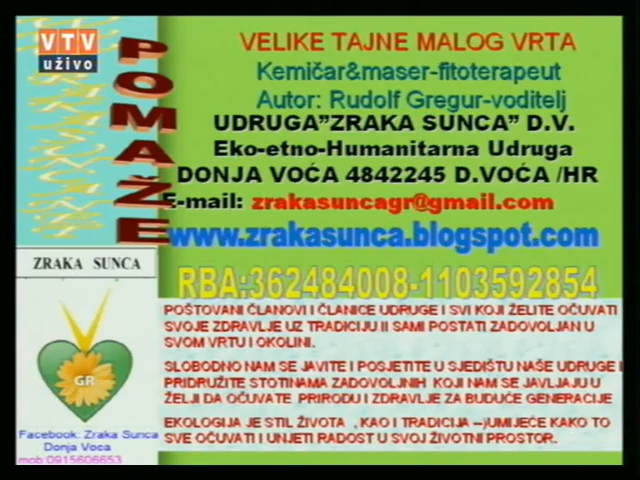 VTV
uživo
POMAŽE
VELIKE TAJNE MALOG VRTA
Kemičar&maser-fitoterapeut
Autor: Rudolf Gregur-voditelj
UDRUGA"ZRAKA SUNCA" D.V.
Eko-etno-Humanitarna Udruga
DONJA VOĆA 4842245 D.VOĆA /HR
E-mail: zrakasuncagr@gmail.com
www.zrakasunca.blogspot.com
RBA:362484008-1103592854
ZRAKA SUNCA
GR
Facebook: Zraka Sunca
Donja Voca
mob:0915606653
POŠTOVANI ČLANOVI I ČLANICE UDRUGE I SVI KOJI ŽELITE OČUVATI
SVOJE ZDRAVLJE UZ TRADICIJU II SAMI POSTATI ZADOVOLJAN U
SVOM VRTU I OKOLINI.
SLOBODNO NAM SE JAVITE I POSJETITE U SJEDIŠTU NAŠE UDRUGE I
PRIDRUŽITE STOTINAMA ZADOVOLJNIH KOJI NAM SE JAVLJAJU U
ŽELJI DA OČUVATE PRIRODU I ZDRAVLJE ZA BUDUĆE GENERACIJE
EKOLOGIJA JE STIL ŽIVOTA , KAO I TRADICIJA --)UMIJEĆE KAKO TO
SVE OČUVATI I UNJETI RADOST U SVOJ ŽIVOTNI PROSTOR.